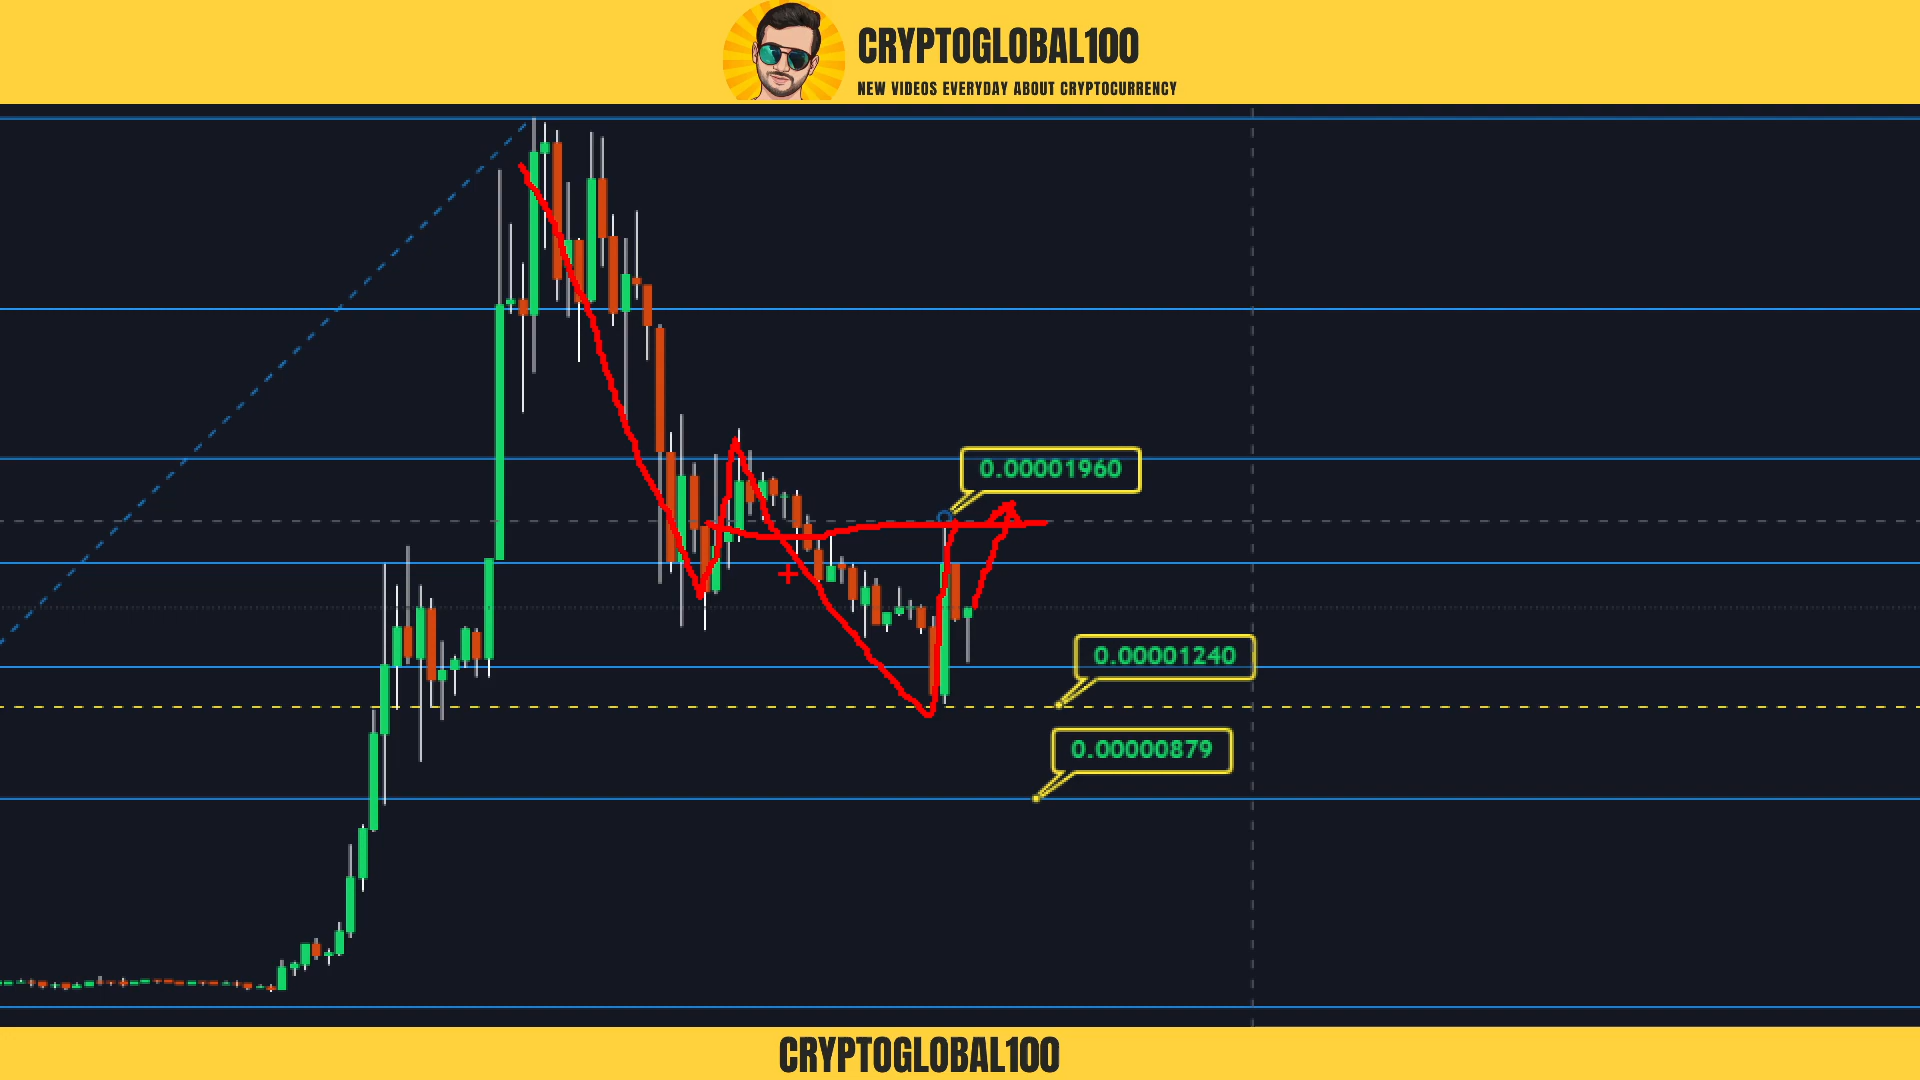 CRYPTOGLOBAL100
NEW VIDEOS EVERYDAY ABOUT CRYPTOCURRENCY
0.00001960
0.00001240
0.00000879
CRYPTOGLOBAL100